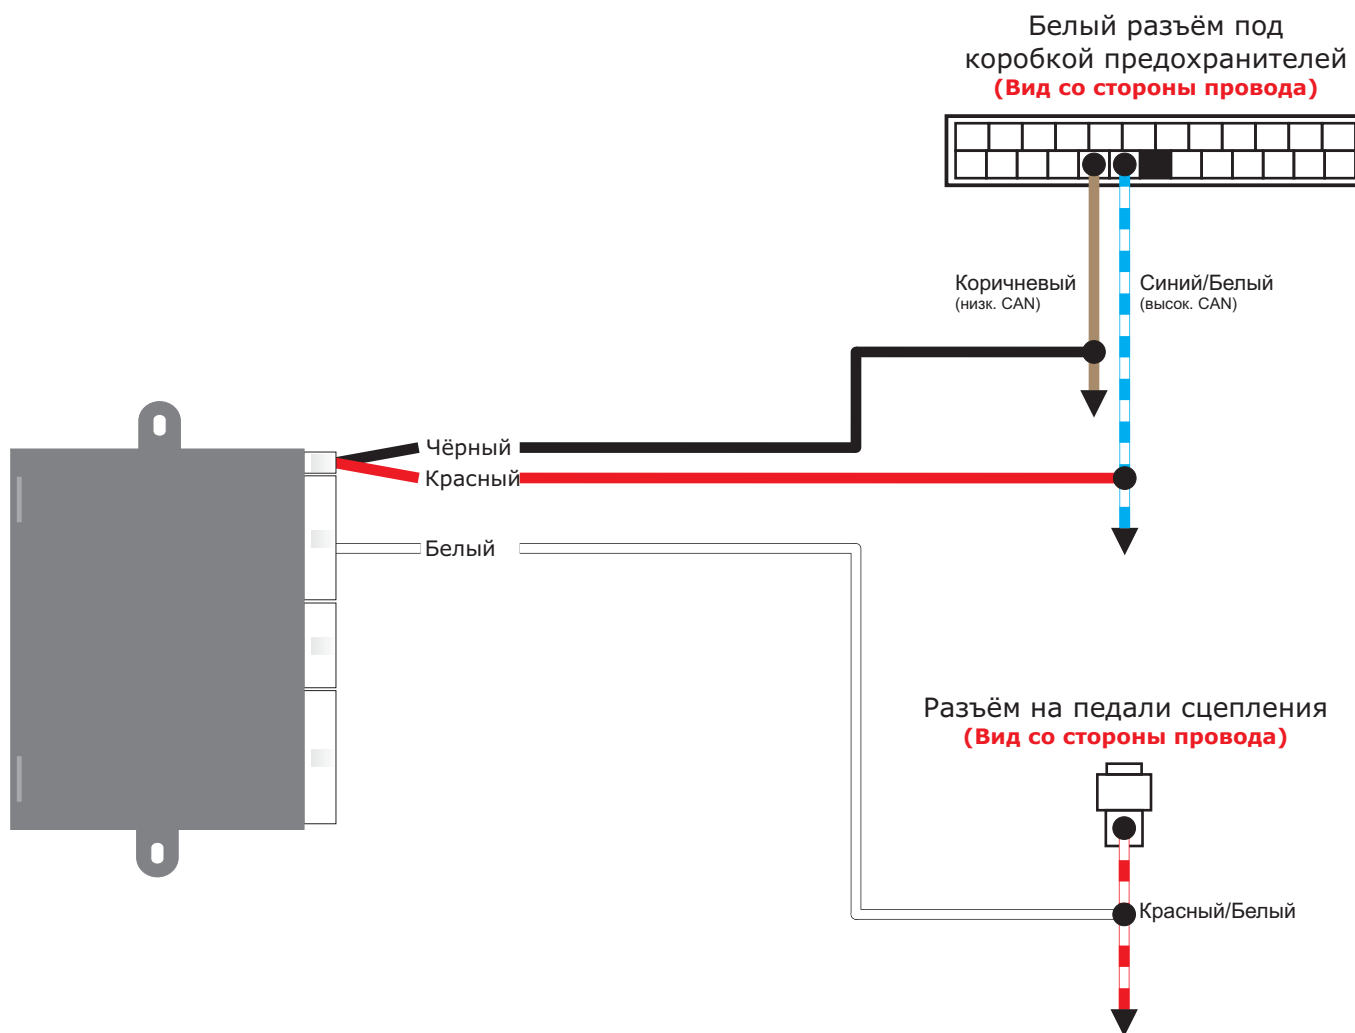 Белый разъём под
коробкой предохранителей
(Вид со стороны провода)
Коричневый
(низк. CAN)
Синий/Белый
(высок. CAN)
Чёрный
Красный
Белый
Разъём на педали сцепления
(Вид со стороны провода)
Красный/Белый